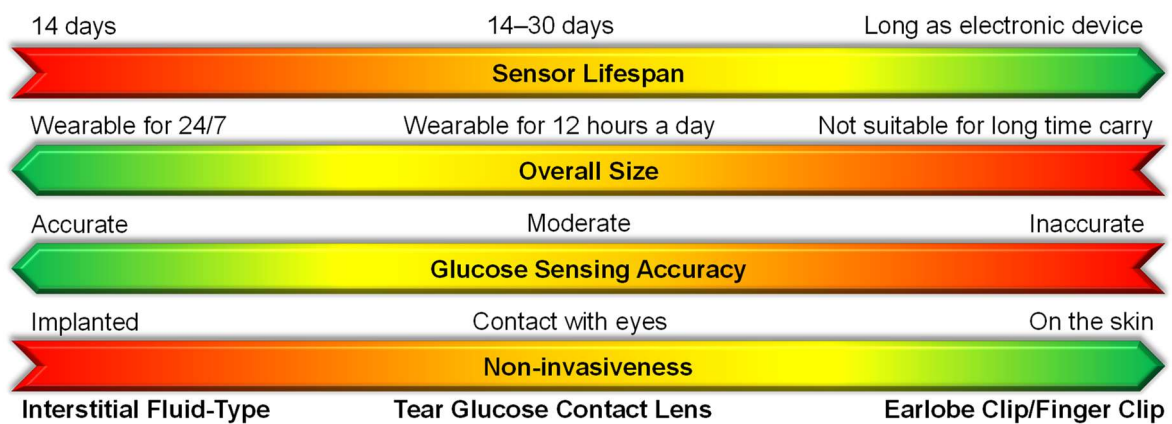 14 days 14–30 days Long as electronic device
Sensor Lifespan
Wearable for 24/7 Wearable for 12 hours a day Not suitable for long time carry
Overall Size
Accurate Moderate Inaccurate
Glucose Sensing Accuracy
Implanted Contact with eyes On the skin
Non-invasiveness
Interstitial Fluid-Type Tear Glucose Contact Lens Earlobe Clip/Finger Clip